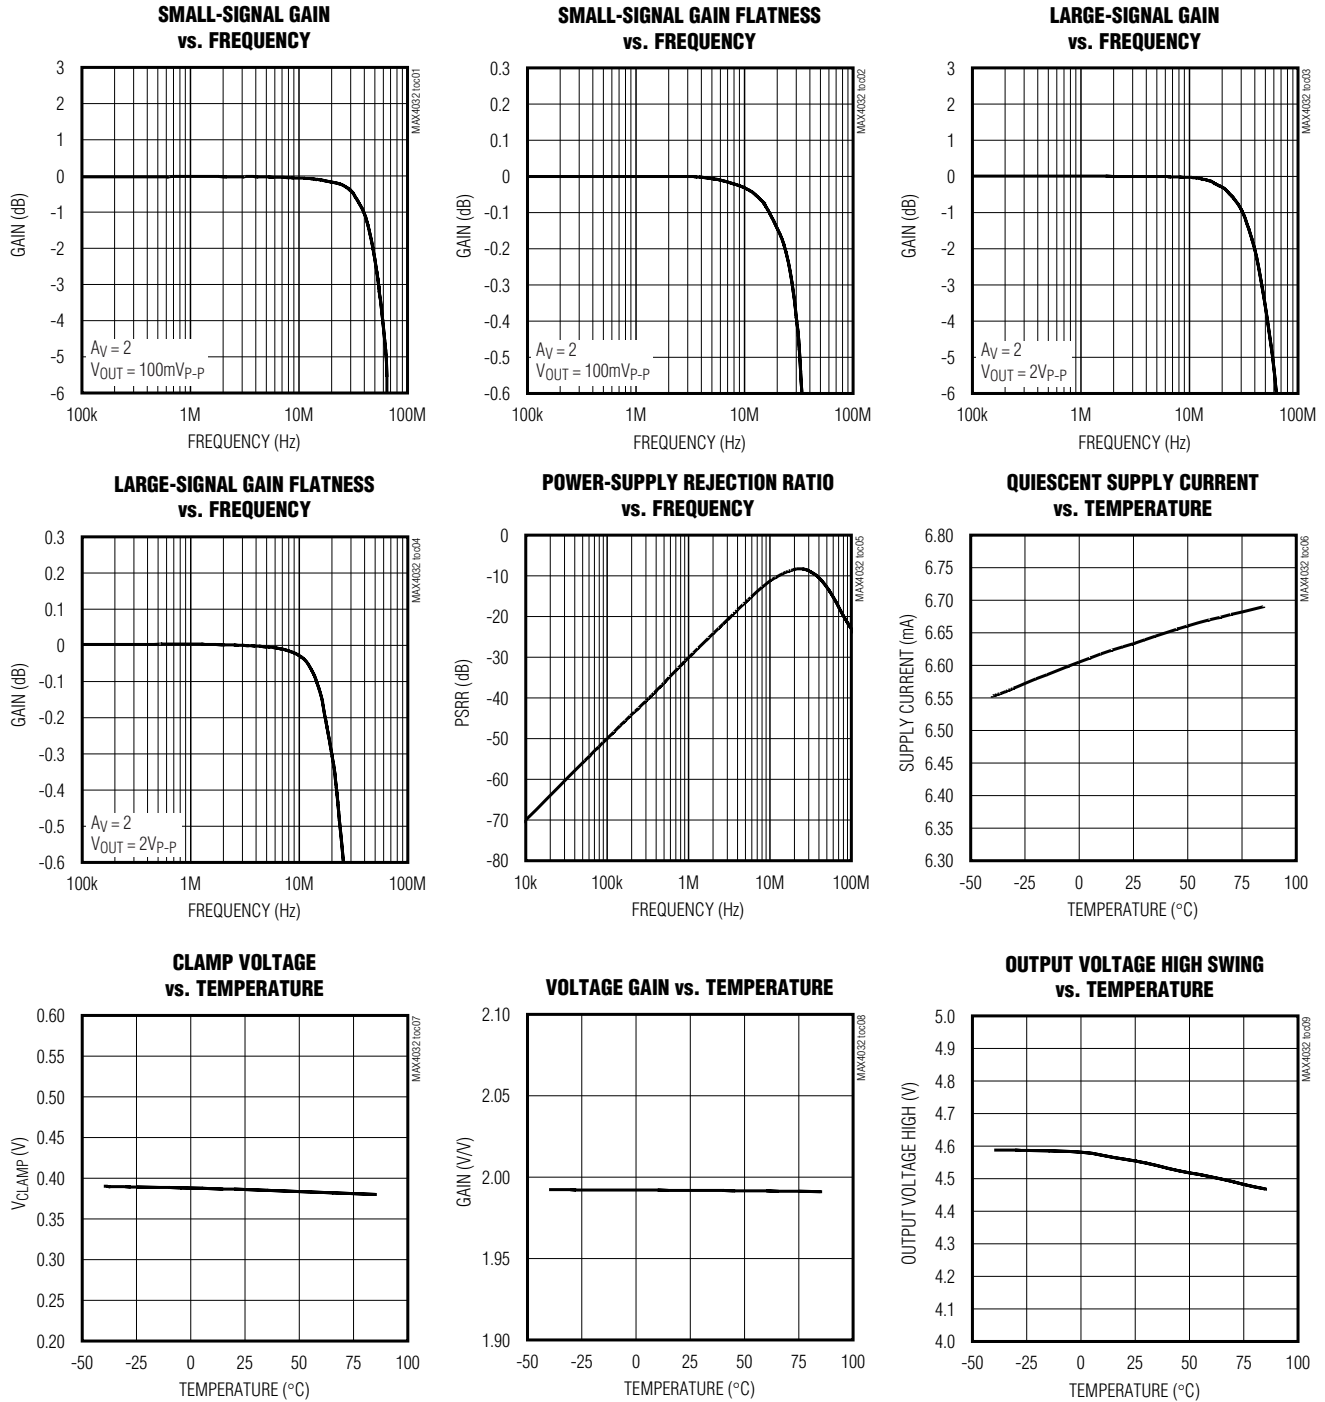 SMALL-SIGNAL GAIN
vs. FREQUENCY
3
2
1
0
-1
-2
-3
-4
-5
-6
GAIN (dB)
MAX4032 toc01
AV = 2
VOUT = 100mVP-P
100k
1M
10M
100M
FREQUENCY (Hz)
SMALL-SIGNAL GAIN FLATNESS
vs. FREQUENCY
0.3
0.2
0.1
0
-0.1
-0.2
-0.3
-0.4
-0.5
-0.6
GAIN (dB)
MAX4032 toc02
AV = 2
VOUT = 100mVP-P
100k
1M
10M
100M
FREQUENCY (Hz)
LARGE-SIGNAL GAIN
vs. FREQUENCY
3
2
1
0
-1
-2
-3
-4
-5
-6
GAIN (dB)
MAX4032 toc03
AV = 2
VOUT = 2VP-P
100k
1M
10M
100M
FREQUENCY (Hz)
LARGE-SIGNAL GAIN FLATNESS
vs. FREQUENCY
0.3
0.2
0.1
0
-0.1
-0.2
-0.3
-0.4
-0.5
-0.6
GAIN (dB)
MAX4032 toc04
AV = 2
VOUT = 2VP-P
100k
1M
10M
100M
FREQUENCY (Hz)
POWER-SUPPLY REJECTION RATIO
vs. FREQUENCY
0
-10
-20
-30
-40
-50
-60
-70
-80
PSRR (dB)
MAX4032 toc05
10k
100k
1M
10M
100M
FREQUENCY (Hz)
QUIESCENT SUPPLY CURRENT
vs. TEMPERATURE
6.80
6.75
6.70
6.65
6.60
6.55
6.50
6.45
6.40
6.35
6.30
SUPPLY CURRENT (mA)
MAX4032 toc06
-50
-25
0
25
50
75
100
TEMPERATURE (°C)
CLAMP VOLTAGE
vs. TEMPERATURE
0.60
0.55
0.50
0.45
0.40
0.35
0.30
0.25
0.20
VCLAMP (V)
MAX4032 toc07
-50
-25
0
25
50
75
100
TEMPERATURE (°C)
VOLTAGE GAIN vs. TEMPERATURE
2.10
2.05
2.00
1.95
1.90
GAIN (V/V)
MAX4032 toc08
-50
-25
0
25
50
75
100
TEMPERATURE (°C)
OUTPUT VOLTAGE HIGH SWING
vs. TEMPERATURE
5.0
4.9
4.8
4.7
4.6
4.5
4.4
4.3
4.2
4.1
4.0
OUTPUT VOLTAGE HIGH (V)
MAX4032 toc09
-50
-25
0
25
50
75
100
TEMPERATURE (°C)